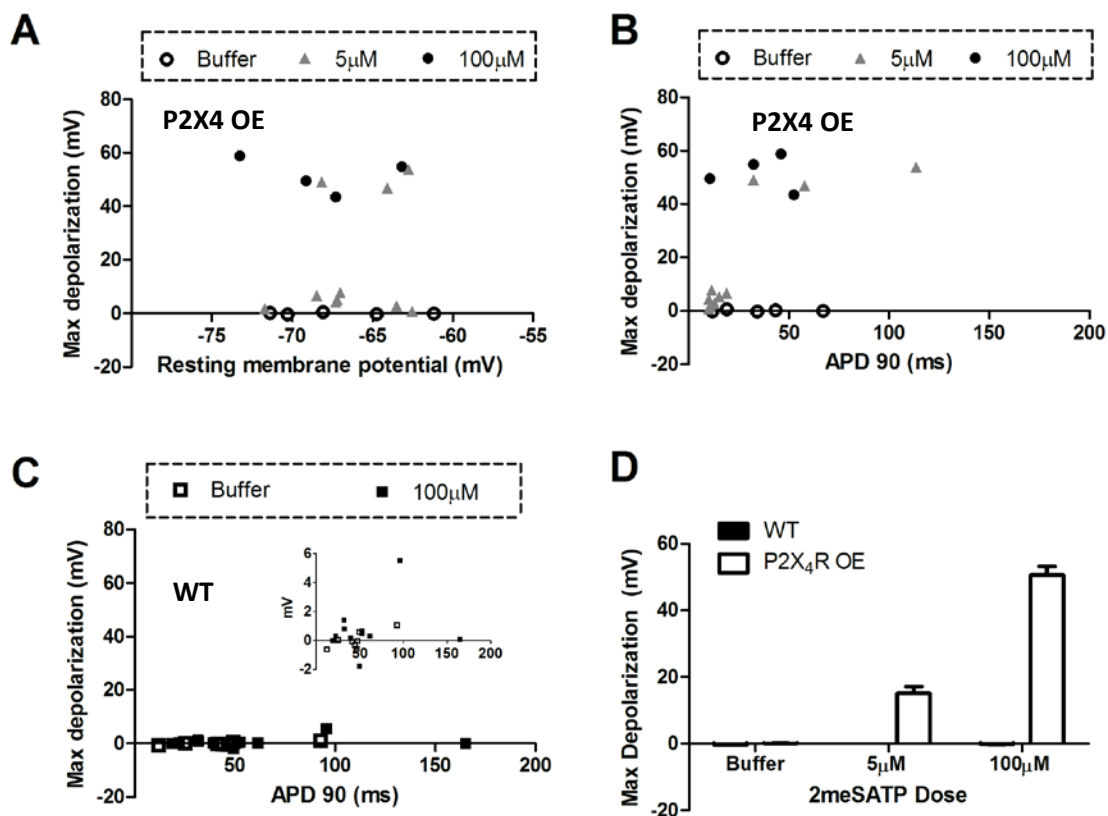 A
Buffer 5μM 100μM
P2X4 OE
Max depolarization (mV)
80
60
40
20
0
-20
-75 -70 -65 -60 -55
Resting membrane potential (mV)
B
Buffer 5μM 100μM
P2X4 OE
Max depolarization (mV)
80
60
40
20
0
-20
50 100 150 200
APD 90 (ms)
C
Buffer 100μM
WT
Max depolarization (mV)
80
60
40
20
0
-20
50 100 150 200
APD 90 (ms)
mV
6
4
2
0
-2
50 100 150 200
D
WT
P2X4R OE
Max Depolarization (mV)
60
40
20
0
-20
Buffer 5μM 100μM
2meSATP Dose